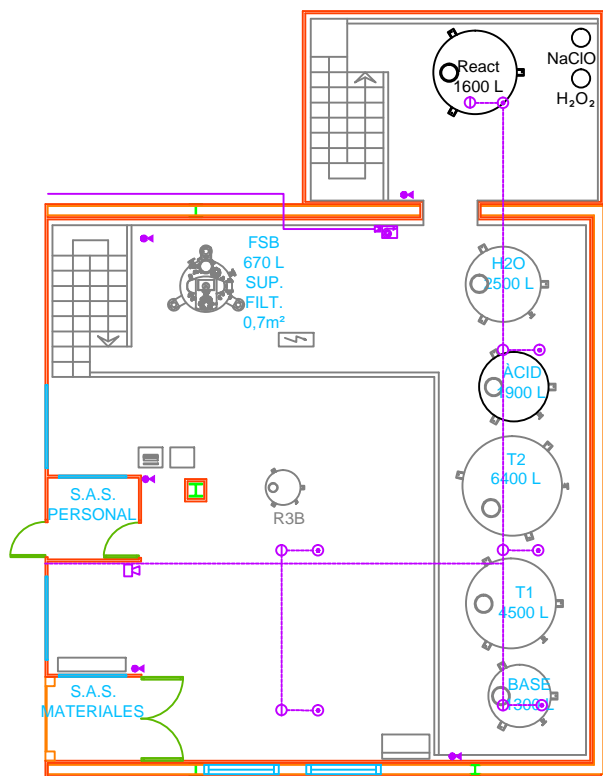 React
1600 L
NaClO
H₂O₂
FSB
670 L
SUP.
FILT.
0,7m²
H2O
2500 L
ÀCID
1900 L
T2
6400 L
R3B
S.A.S.
PERSONAL
T1
4500 L
S.A.S.
MATERIALES
BASE
1300 L